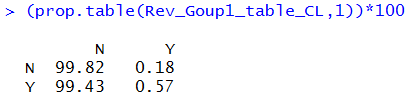 > (prop.table(Rev_Goup1_table_CL,1))*100
N Y
N 99.82 0.18
Y 99.43 0.57